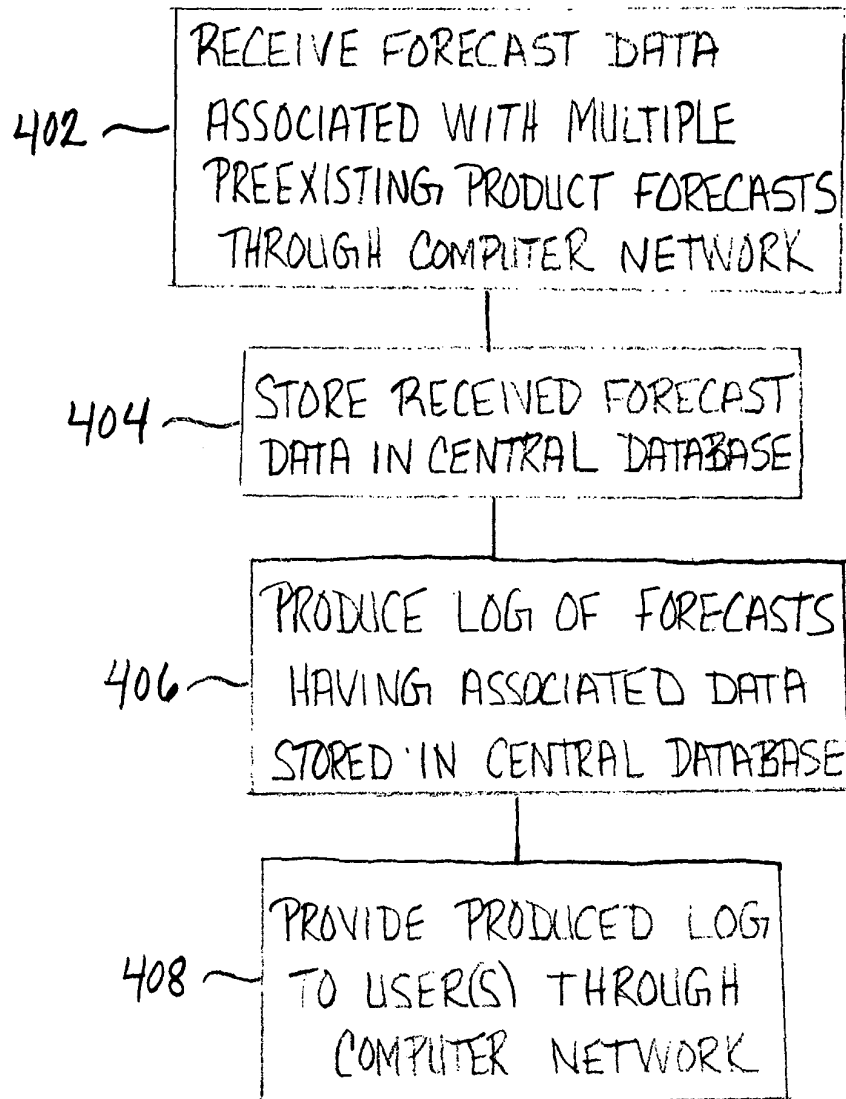 RECEIVE FORECAST DATA
402
ASSOCIATED WITH MULTIPLE
PREEXISTING PRODUCT FORECASTS
THROUGH COMPUTER NETWORK
404
STORE RECEIVED FORECAST
DATA IN CENTRAL DATABASE
PRODUCE LOG OF FORECASTS
406
HAVING ASSOCIATED DATA
STORED IN CENTRAL DATABASE
PROVIDE PRODUCED LOG
408
TO USER(S) THROUGH
COMPUTER NETWORK